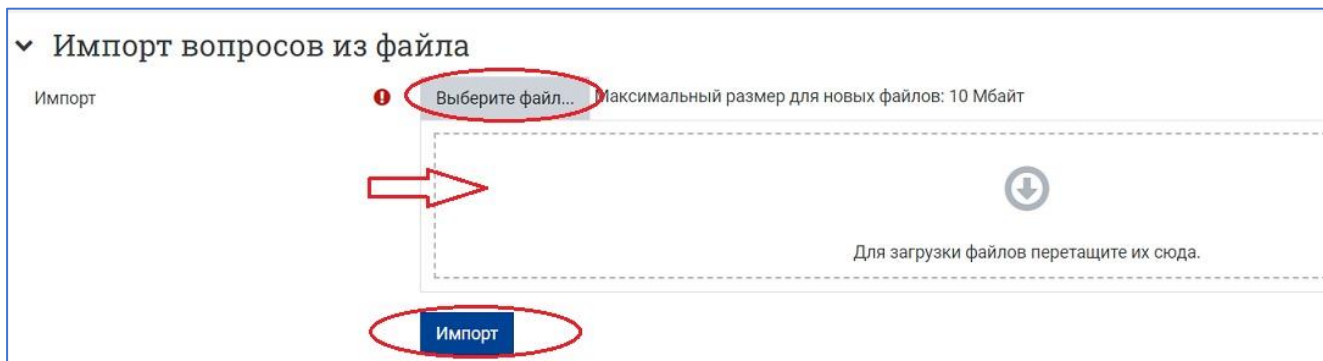 Импорт вопросов из файла
Импорт
Выберите файл... Максимальный размер для новых файлов: 10 Мбайт
Для загрузки файлов перетащите их сюда.
Импорт